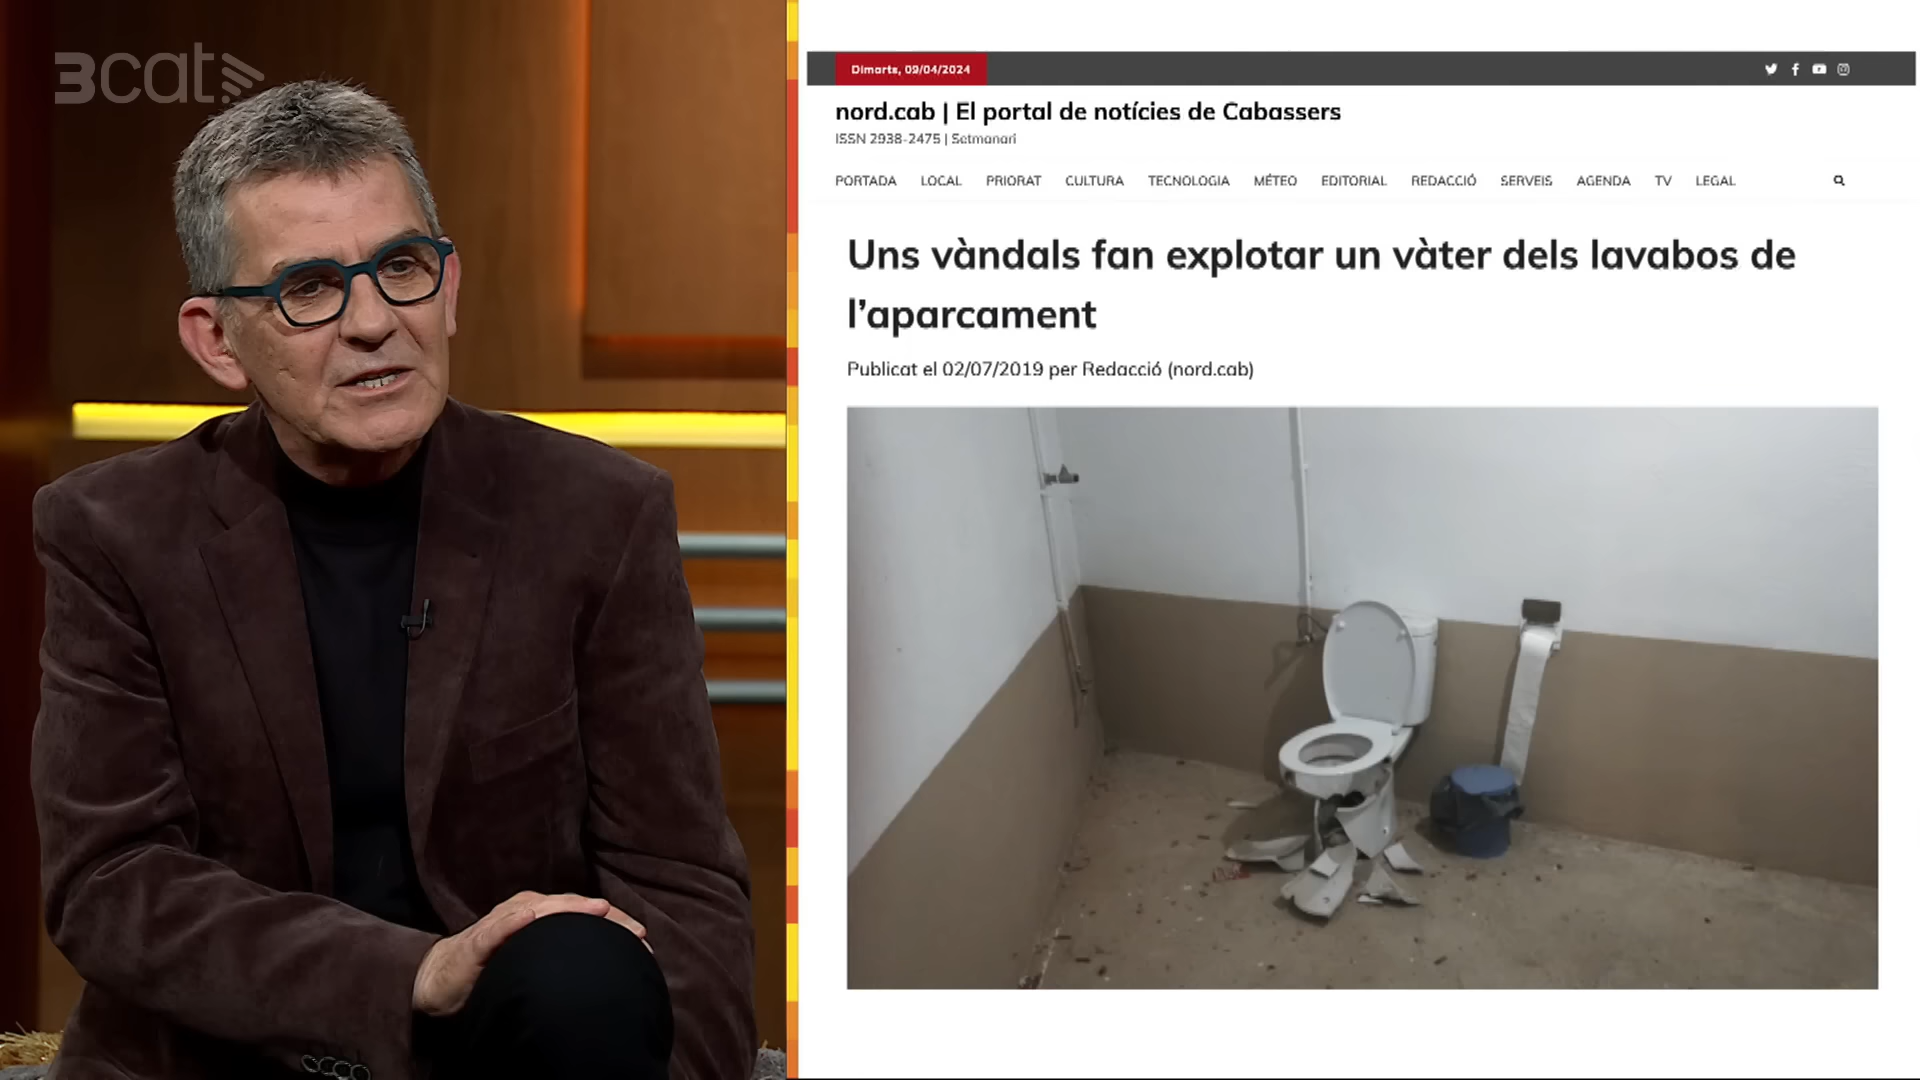 3cat
Dimarts, 09/04/2024
nord.cab | El portal de notícies de Cabassers
ISSN 2938-2475 | Setmanari
PORTADA LOCAL PRIORAT CULTURA TECNOLOGIA MÉTEO EDITORIAL REDACCIÓ SERVEIS AGENDA TV LEGAL
Uns vàndals fan explotar un vàter dels lavabos de
l'aparcament
Publicat el 02/07/2019 per Redacció (nord.cab)